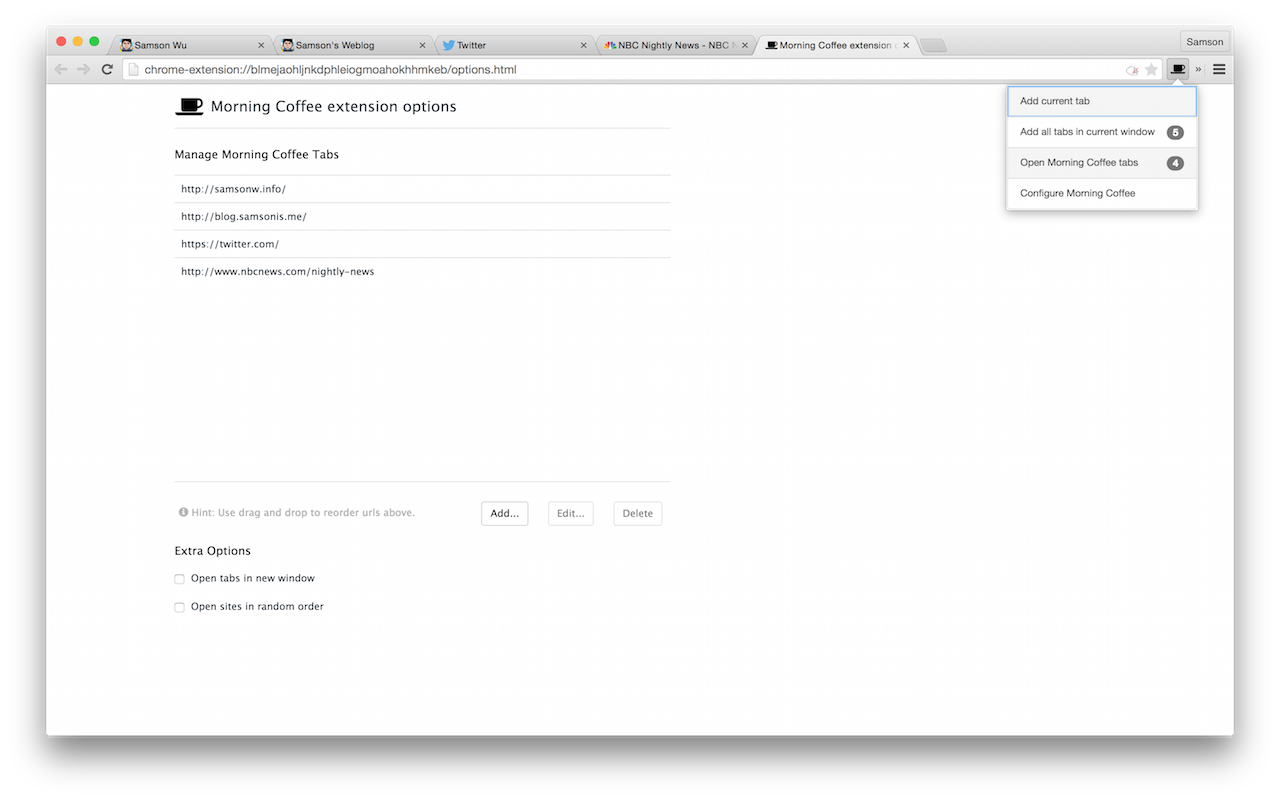 Samson Wu
Samson's Weblog
Twitter
NBC Nightly News - NBC
Morning Coffee extension
Samson
chrome-extension://blmejaohljnkdphleiogmoahokhhmkeb/options.html
»
Morning Coffee extension options
Add current tab
Add all tabs in current window 5
Open Morning Coffee tabs 4
Configure Morning Coffee
Manage Morning Coffee Tabs
http://samsonw.info/
http://blog.samsonis.me/
https://twitter.com/
http://www.nbcnews.com/nightly-news
Hint: Use drag and drop to reorder urls above.
Add...
Edit...
Delete
Extra Options
Open tabs in new window
Open sites in random order